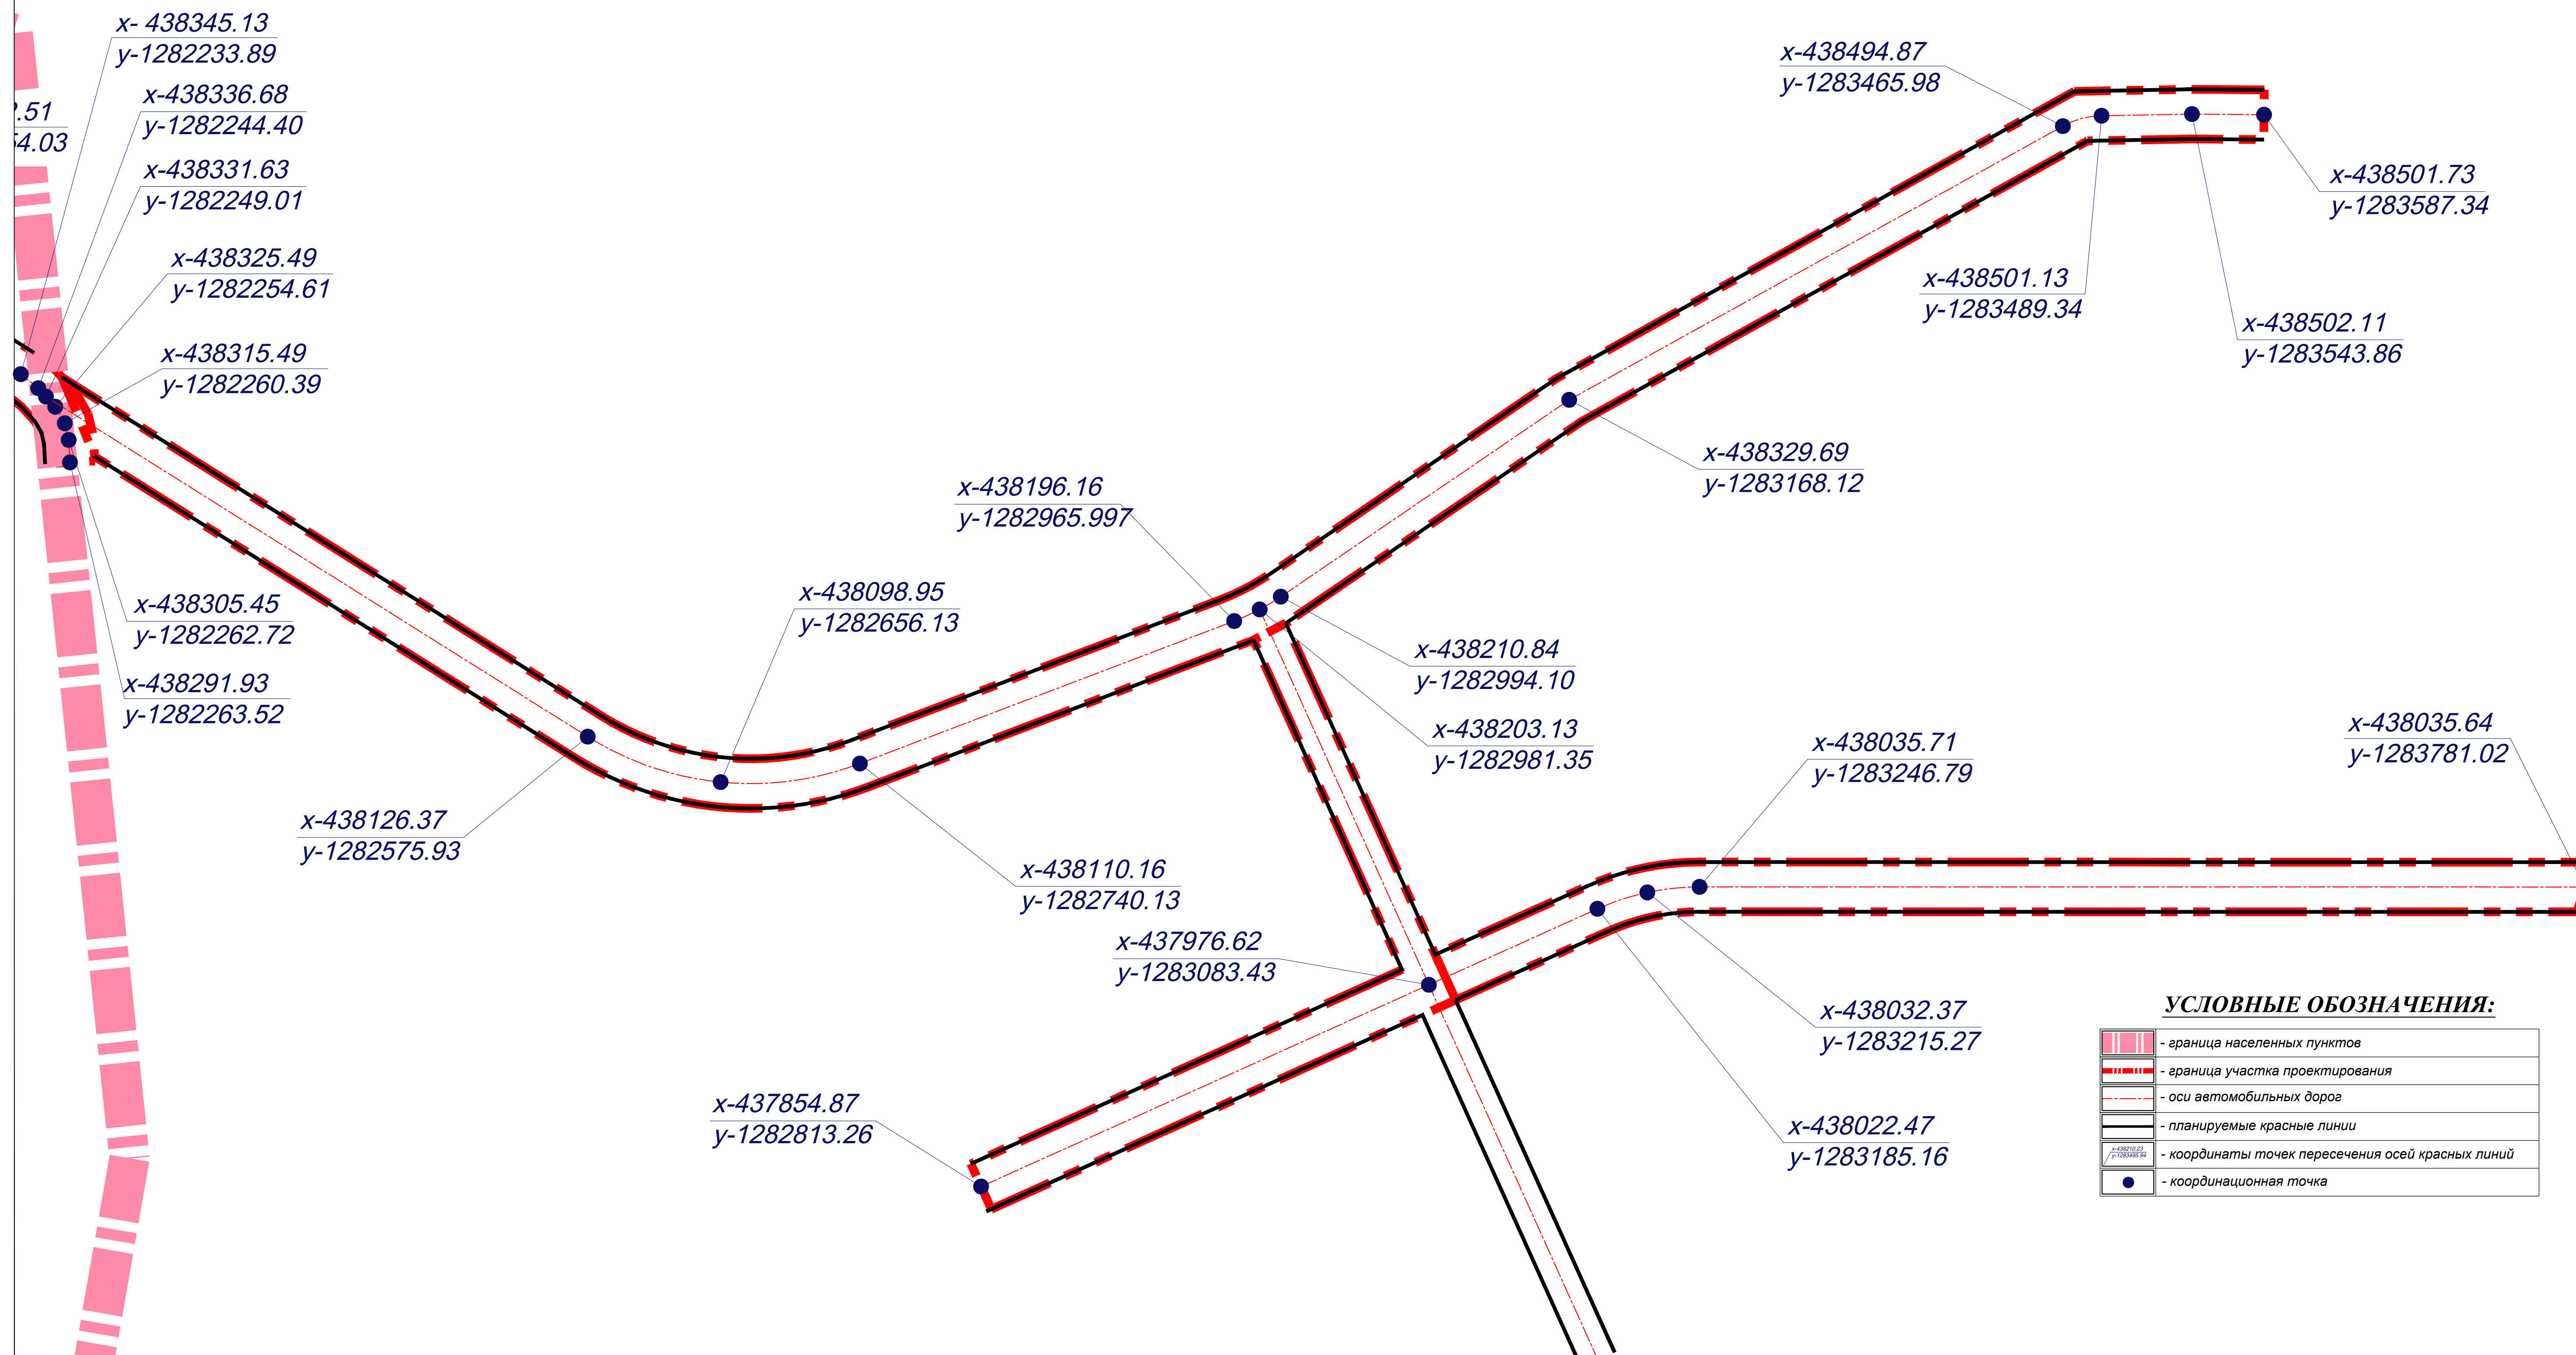 x- 438345.13
y-1282233.89
x-438336.68
y-1282244.40
.51
4.03
x-438331.63
y-1282249.01
x-438325.49
y-1282254.61
x-438315.49
y-1282260.39
x-438305.45
y-1282262.72
x-438291.93
y-1282263.52
x-438126.37
y-1282575.93
x-438098.95
y-1282656.13
x-438110.16
y-1282740.13
x-438196.16
y-1282965.997
x-438210.84
y-1282994.10
x-438203.13
y-1282981.35
x-438329.69
y-1283168.12
x-438494.87
y-1283465.98
x-438501.13
y-1283489.34
x-438502.11
y-1283543.86
x-438501.73
y-1283587.34
x-437976.62
y-1283083.43
x-437854.87
y-1282813.26
x-438035.71
y-1283246.79
x-438032.37
y-1283215.27
x-438022.47
y-1283185.16
x-438035.64
y-1283781.02
УСЛОВНЫЕ ОБОЗНАЧЕНИЯ:
- граница населенных пунктов
- граница участка проектирования
- оси автомобильных дорог
- планируемые красные линии
x-438210.23
y-1283495.94
- координаты точек пересечения осей красных линий
- координационная точка